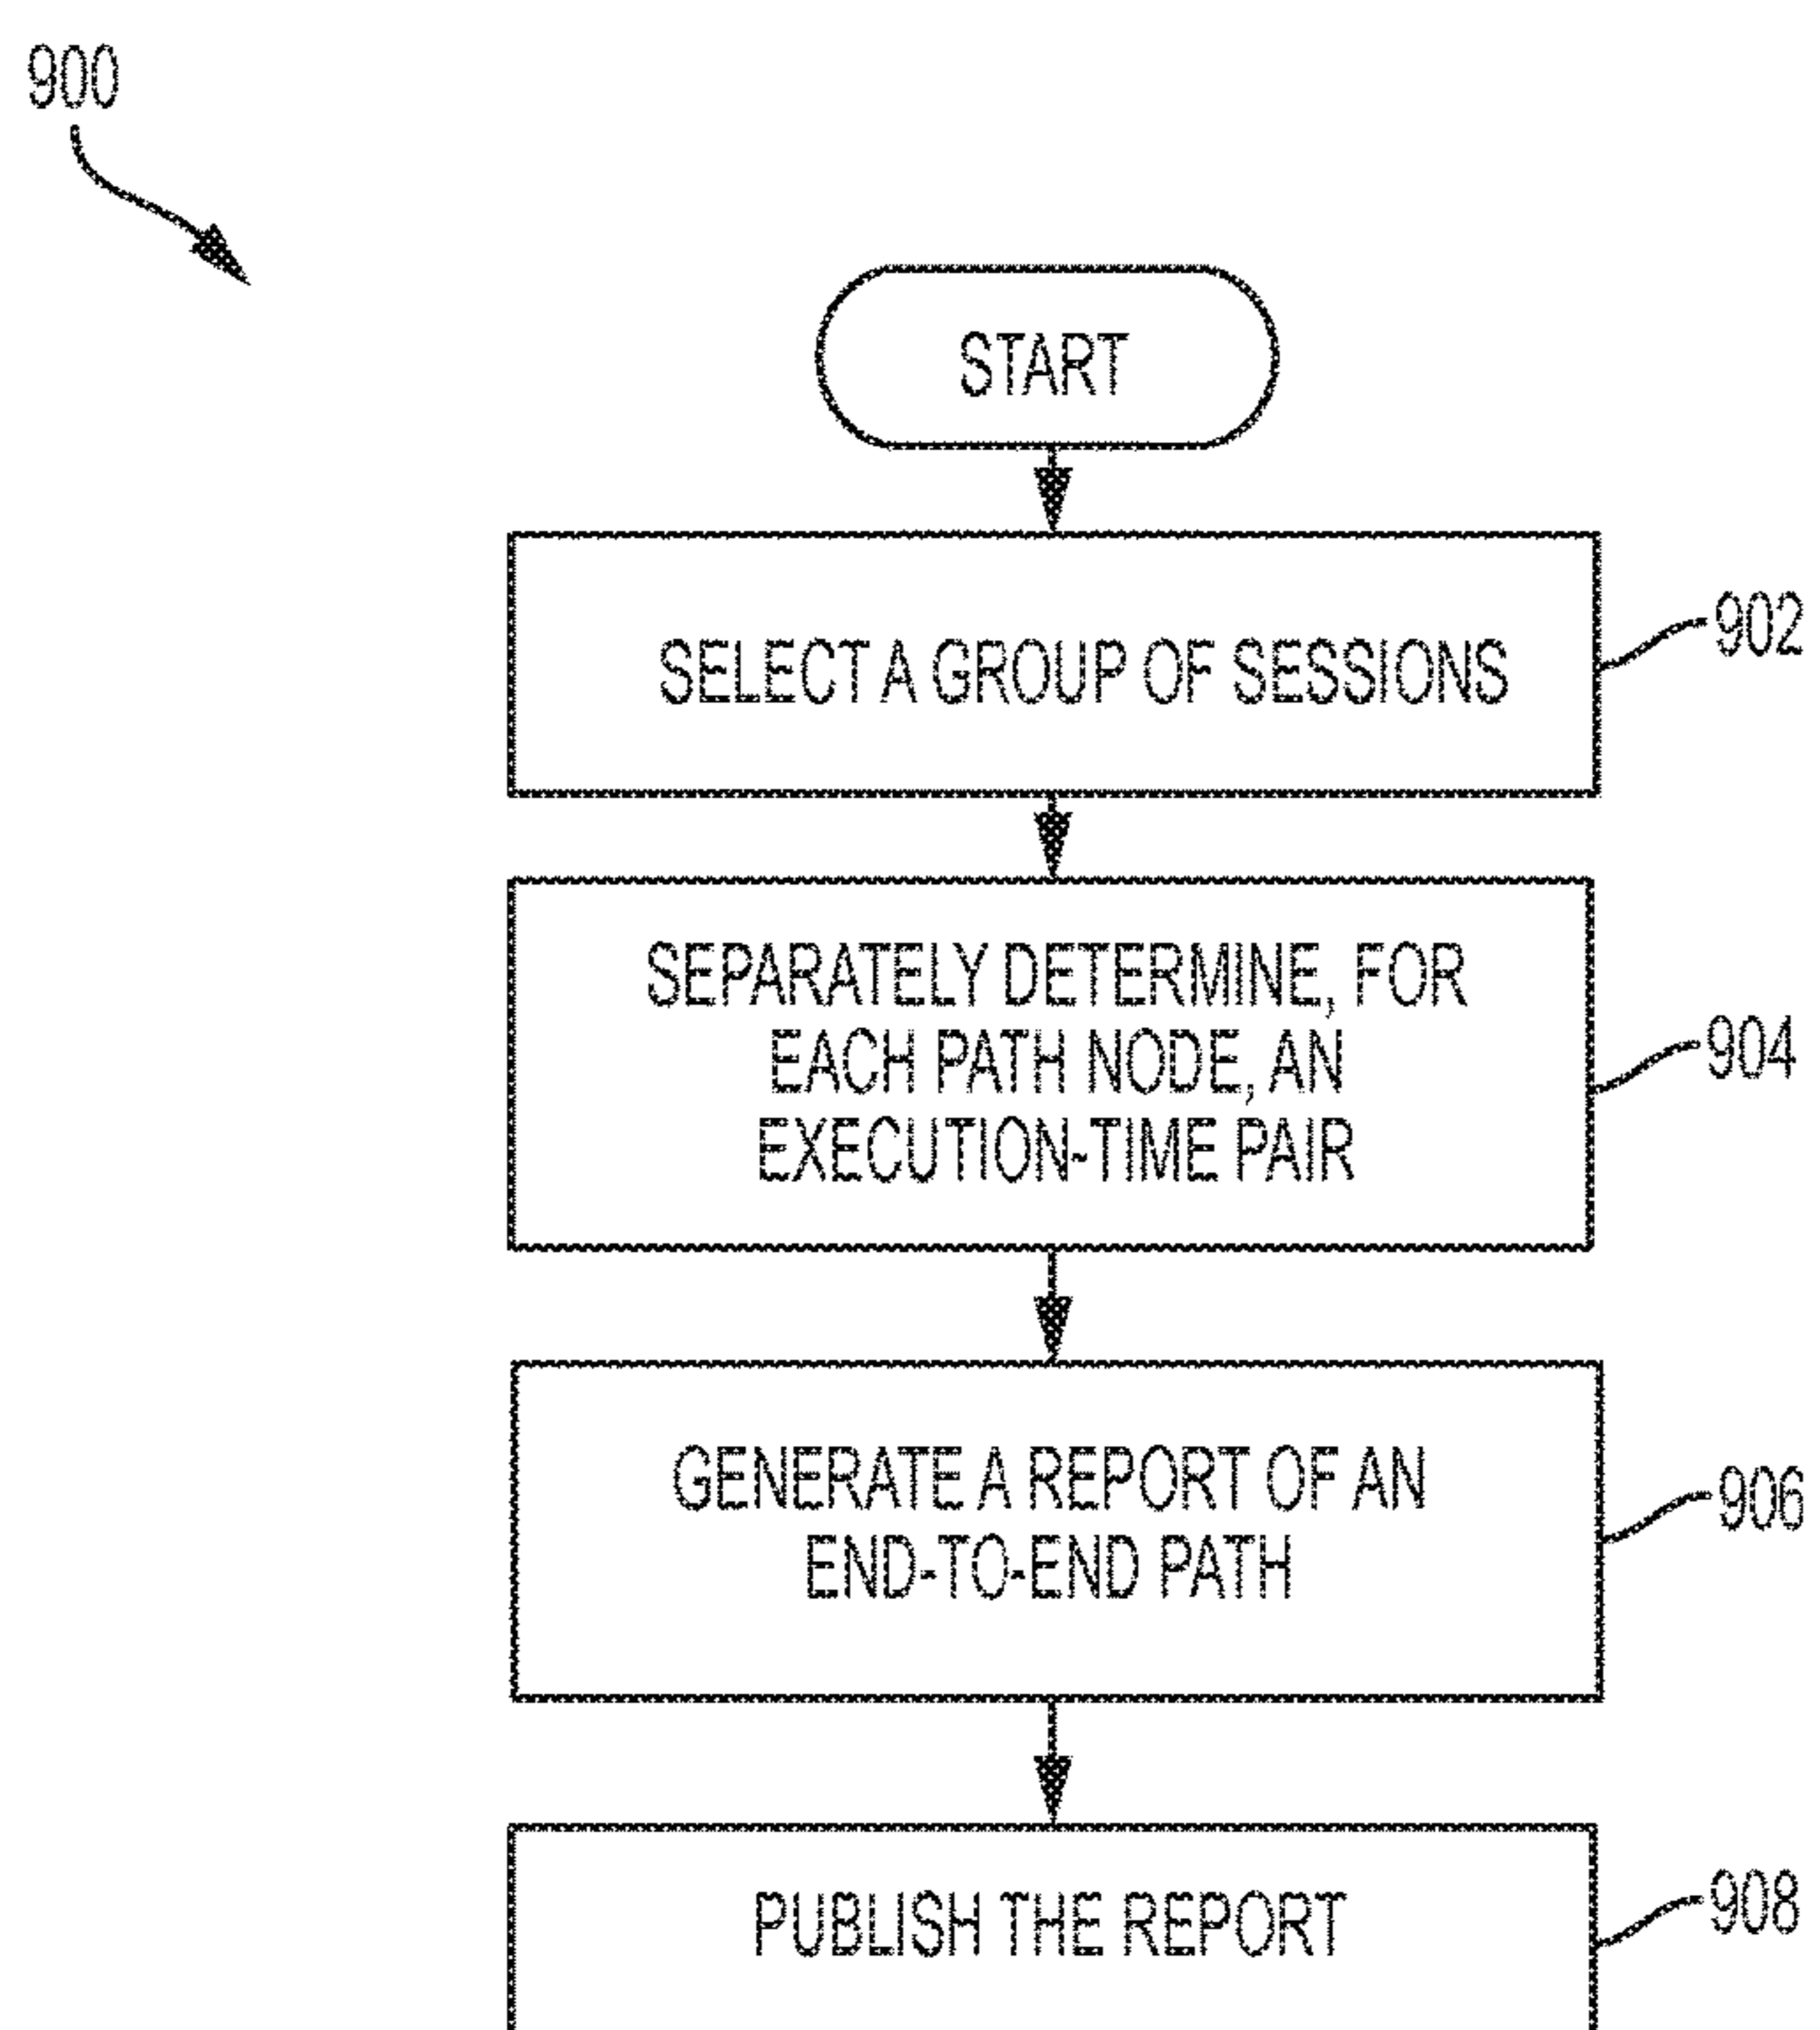 900
START
SELECT A GROUP OF SESSIONS
902
SEPARATELY DETERMINE, FOR
EACH PATH NODE, AN
EXECUTION-TIME PAIR
904
GENERATE A REPORT OF AN
END-TO-END PATH
906
PUBLISH THE REPORT
908